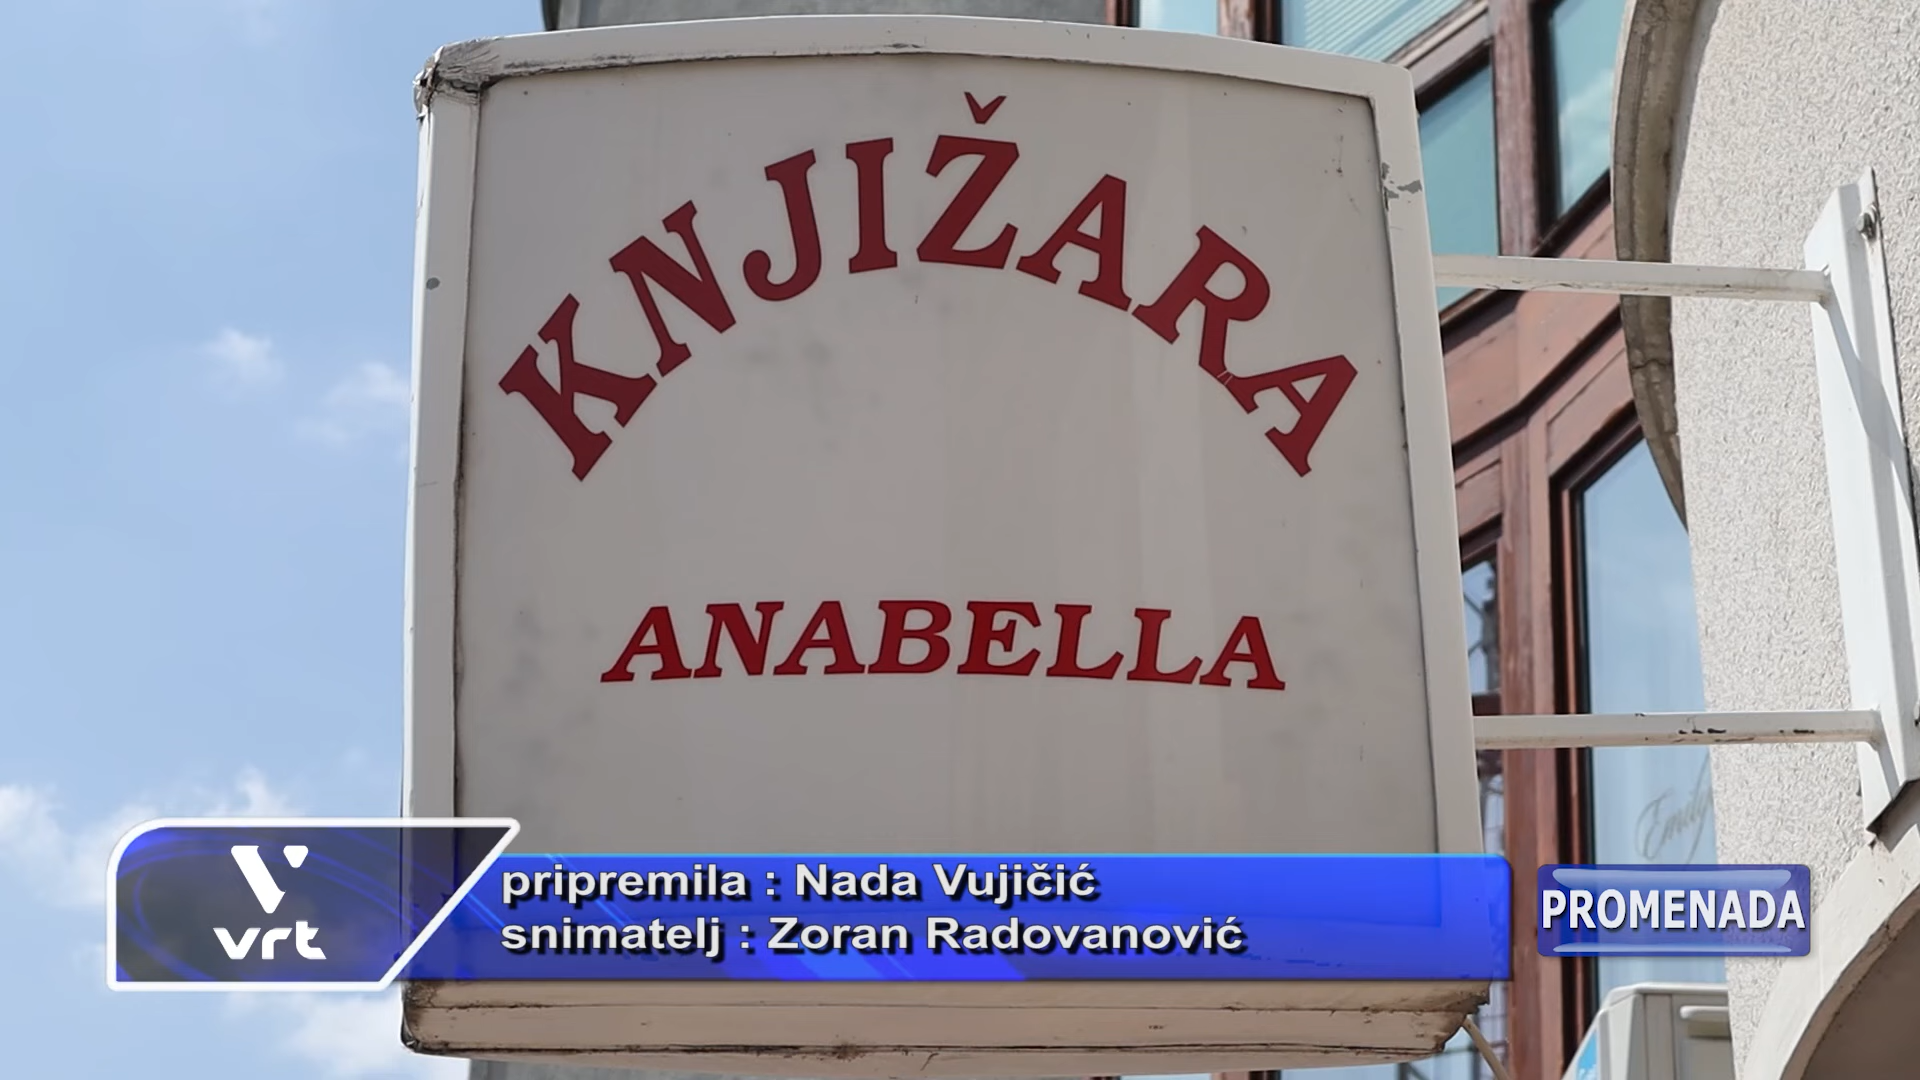 KNJIŽARA
ANABELLA
pripremila : Nada Vujičić
snimatelj : Zoran Radovanović
vrt
PROMENADA